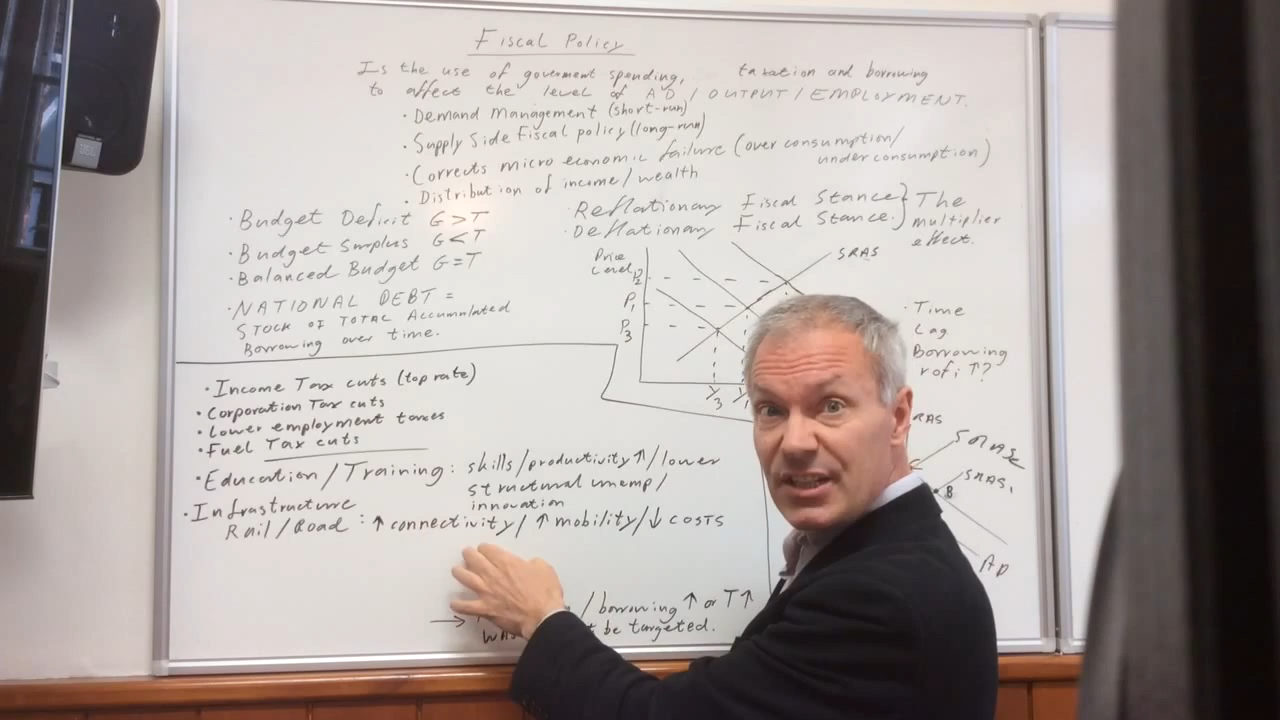 Fiscal Policy
Is the use of goverment spending, taxation and borrowing
to affect the level of AD / OUTPUT / EMPLOYMENT.
· Demand Management (short-run)
· Supply Side Fiscal policy (long-run)
· Corrects micro economic failure (over consumption/
under consumption)
· Distribution of income / wealth
· Budget Deficit G > T
· Budget Surplus G < T
· Balanced Budget G = T
· NATIONAL DEBT =
STOCK OF TOTAL Accumulated
Borrowing over time.
· Reflationary Fiscal Stance
· Deflationary Fiscal Stance.
} The
multiplier
effect.
Price
Level
P2
P1
P3
SRAS
Y3
Y1
· Time
Lag
Borrowing
r of i ↑?
· Income Tax cuts (top rate)
· Corporation Tax cuts
· Lower employment taxes
· Fuel Tax cuts
· Education / Training : skills / productivity ↑ / lower
structural unemp /
innovation
· Infrastructure
Rail / Road : ↑ connectivity / ↑ mobility / ↓ COSTS
→ / borrowing ↑ or T ↑
be targeted.
RAS
SRAS1
B
AD
JBL